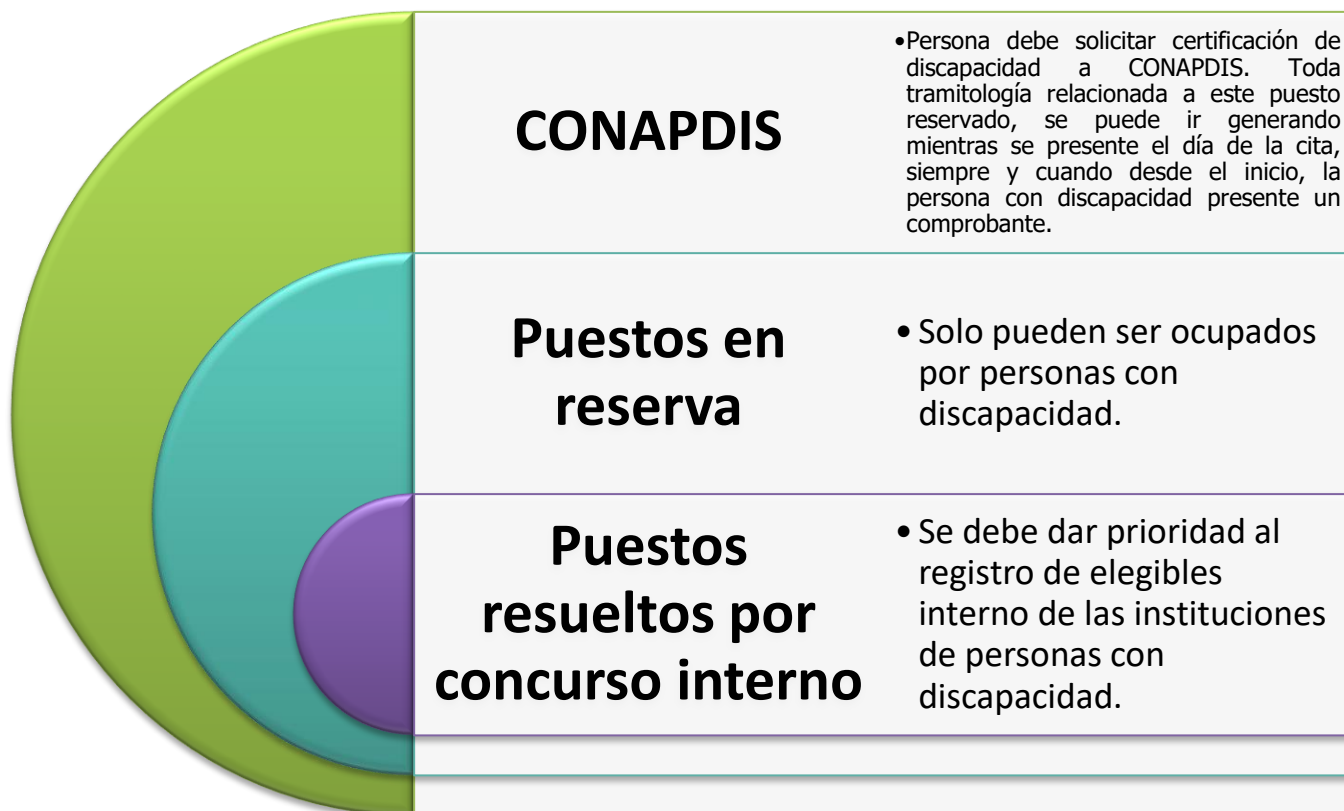 CONAPDIS
•Persona debe solicitar certificación de
discapacidad a CONAPDIS. Toda
tramitología relacionada a este puesto
reservado, se puede ir generando
mientras se presente el día de la cita,
siempre y cuando desde el inicio, la
persona con discapacidad presente un
comprobante.
Puestos en
reserva
• Solo pueden ser ocupados
por personas con
discapacidad.
Puestos
resueltos por
concurso interno
• Se debe dar prioridad al
registro de elegibles
interno de las instituciones
de personas con
discapacidad.